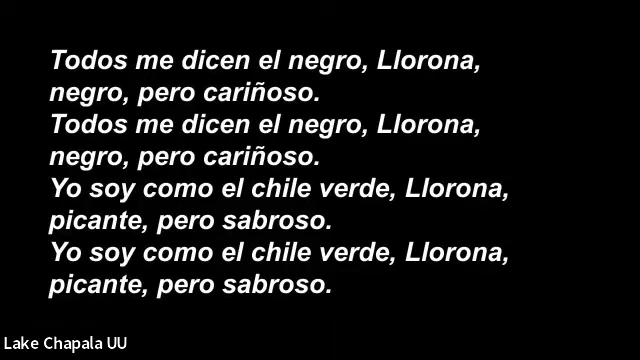 Todos me dicen el negro, Llorona,
negro, pero cariñoso.
Todos me dicen el negro, Llorona,
negro, pero cariñoso.
Yo soy como el chile verde, Llorona,
picante, pero sabroso.
Yo soy como el chile verde, Llorona,
picante, pero sabroso.
Lake Chapala UU